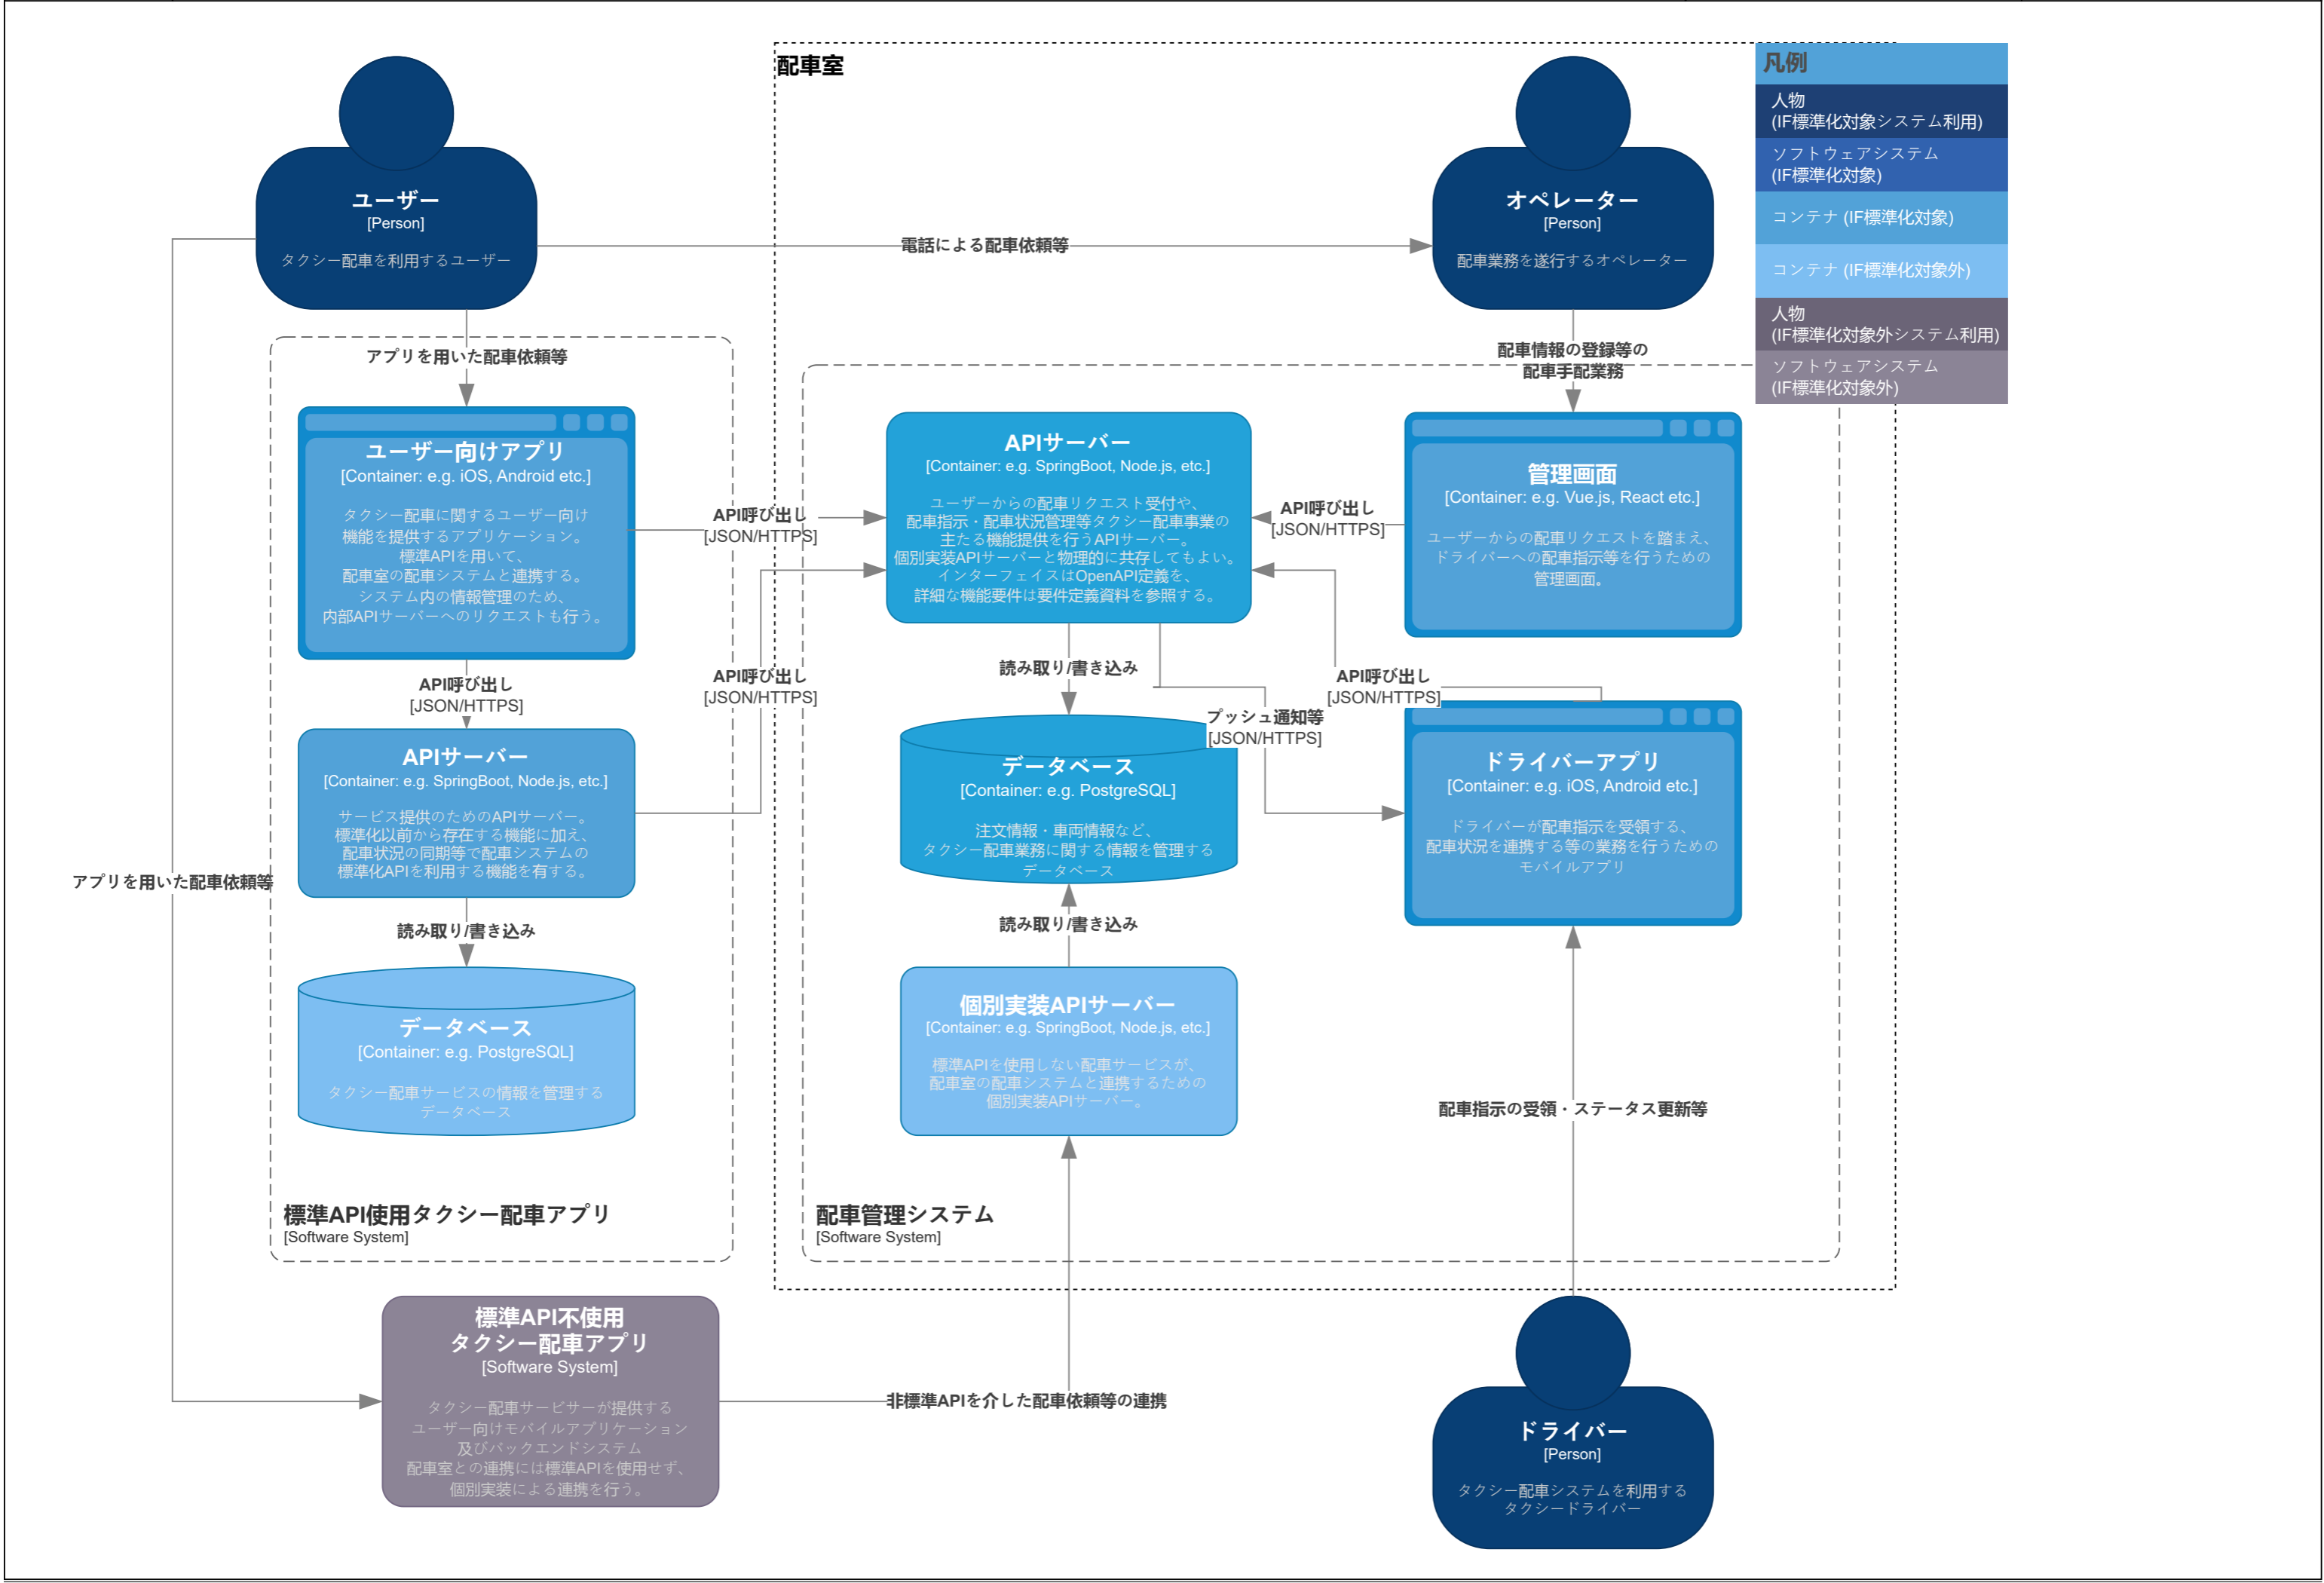 配車室
凡例
人物
(IF標準化対象システム利用)
ソフトウェアシステム
(IF標準化対象)
コンテナ (IF標準化対象)
コンテナ (IF標準化対象外)
人物
(IF標準化対象外システム利用)
ソフトウェアシステム
(IF標準化対象外)
ユーザー
[Person]
タクシー配車を利用するユーザー
電話による配車依頼等
オペレーター
[Person]
配車業務を遂行するオペレーター
アプリを用いた配車依頼等
配車情報の登録等の
配車手配業務
ユーザー向けアプリ
[Container: e.g. iOS, Android etc.]
タクシー配車に関するユーザー向け
機能を提供するアプリケーション。
標準APIを用いて、
配車室の配車システムと連携する。
システム内の情報管理のため、
内部APIサーバーへのリクエストも行う。
API呼び出し
[JSON/HTTPS]
APIサーバー
[Container: e.g. SpringBoot, Node.js, etc.]
ユーザーからの配車リクエスト受付や、
配車指示・配車状況管理等タクシー配車事業の
主たる機能提供を行うAPIサーバー。
個別実装APIサーバーと物理的に共存してもよい。
インターフェイスはOpenAPI定義を、
詳細な機能要件は要件定義資料を参照する。
API呼び出し
[JSON/HTTPS]
管理画面
[Container: e.g. Vue.js, React etc.]
ユーザーからの配車リクエストを踏まえ、
ドライバーへの配車指示等を行うための
管理画面。
API呼び出し
[JSON/HTTPS]
API呼び出し
[JSON/HTTPS]
読み取り/書き込み
API呼び出し
[JSON/HTTPS]
プッシュ通知等
[JSON/HTTPS]
APIサーバー
[Container: e.g. SpringBoot, Node.js, etc.]
サービス提供のためのAPIサーバー。
標準化以前から存在する機能に加え、
配車状況の同期等で配車システムの
標準化APIを利用する機能を有する。
データベース
[Container: e.g. PostgreSQL]
注文情報・車両情報など、
タクシー配車業務に関する情報を管理する
データベース
ドライバーアプリ
[Container: e.g. iOS, Android etc.]
ドライバーが配車指示を受領する、
配車状況を連携する等の業務を行うための
モバイルアプリ
アプリを用いた配車依頼等
読み取り/書き込み
読み取り/書き込み
データベース
[Container: e.g. PostgreSQL]
タクシー配車サービスの情報を管理する
データベース
個別実装APIサーバー
[Container: e.g. SpringBoot, Node.js, etc.]
標準APIを使用しない配車サービスが、
配車室の配車システムと連携するための
個別実装APIサーバー。
配車指示の受領・ステータス更新等
標準API使用タクシー配車アプリ
[Software System]
配車管理システム
[Software System]
標準API不使用
タクシー配車アプリ
[Software System]
タクシー配車サービサーが提供する
ユーザー向けモバイルアプリケーション
及びバックエンドシステム
配車室との連携には標準APIを使用せず、
個別実装による連携を行う。
非標準APIを介した配車依頼等の連携
ドライバー
[Person]
タクシー配車システムを利用する
タクシードライバー